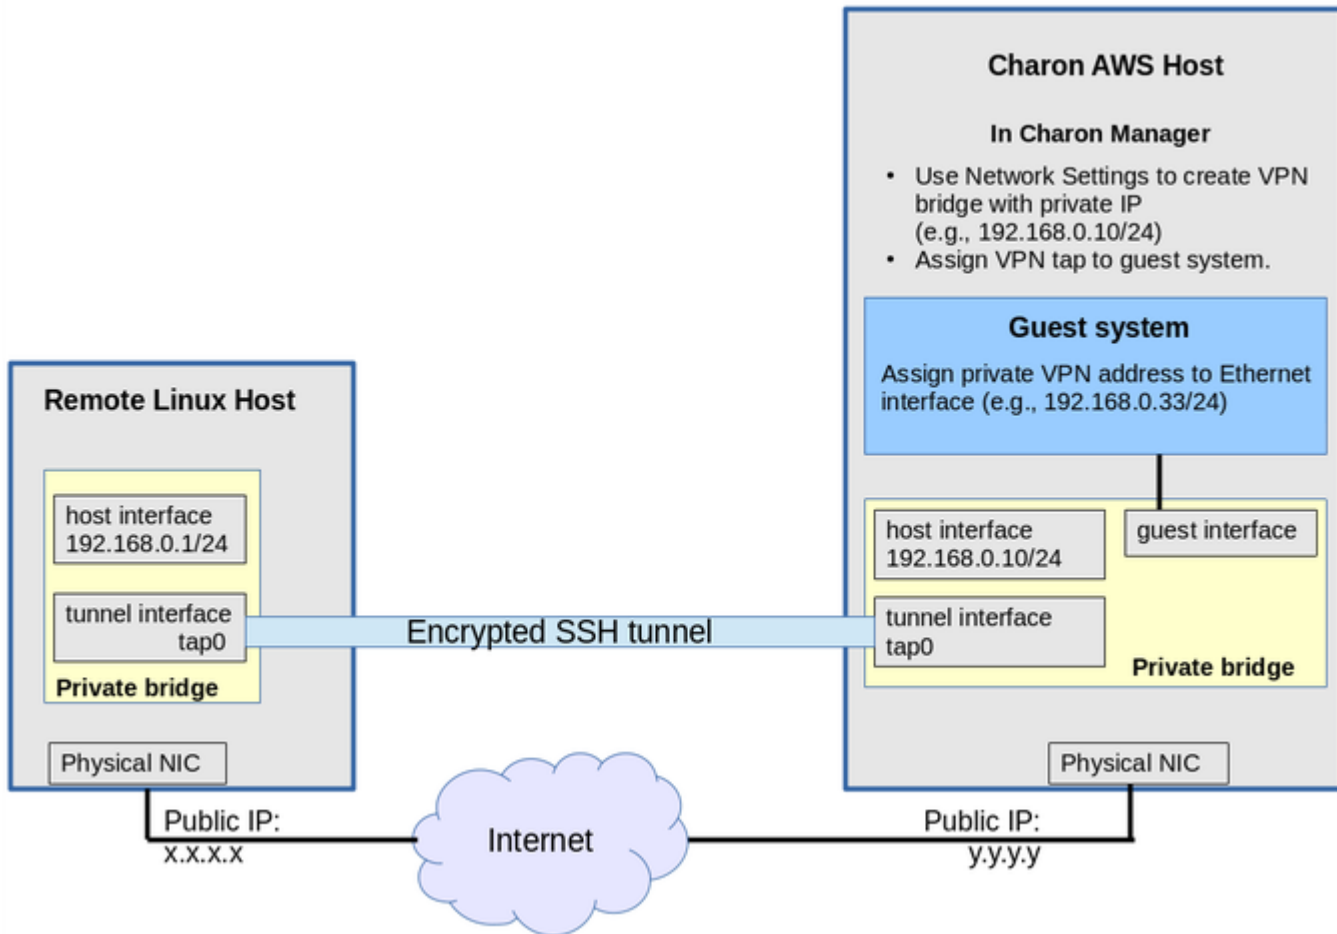 Charon AWS Host
In Charon Manager
• Use Network Settings to create VPN
bridge with private IP
(e.g., 192.168.0.10/24)
• Assign VPN tap to guest system.
Guest system
Assign private VPN address to Ethernet
interface (e.g., 192.168.0.33/24)
Remote Linux Host
host interface
192.168.0.1/24
tunnel interface
tap0
Private bridge
Physical NIC
Encrypted SSH tunnel
host interface
192.168.0.10/24
guest interface
tunnel interface
tap0
Private bridge
Physical NIC
Public IP:
x.x.x.x
Internet
Public IP:
y.y.y.y